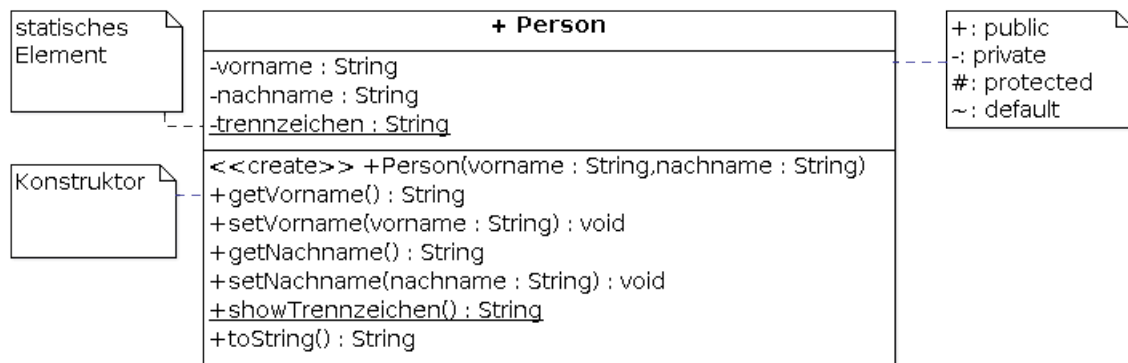 statisches
Element
+ Person
-vorname : String
-nachname : String
-trennzeichen : String
+: public
-: private
#: protected
~: default
Konstruktor
<<create>> +Person(vorname : String,nachname : String)
+getVorname() : String
+setVorname(vorname : String) : void
+getNachname() : String
+setNachname(nachname : String) : void
+showTrennzeichen() : String
+toString() : String